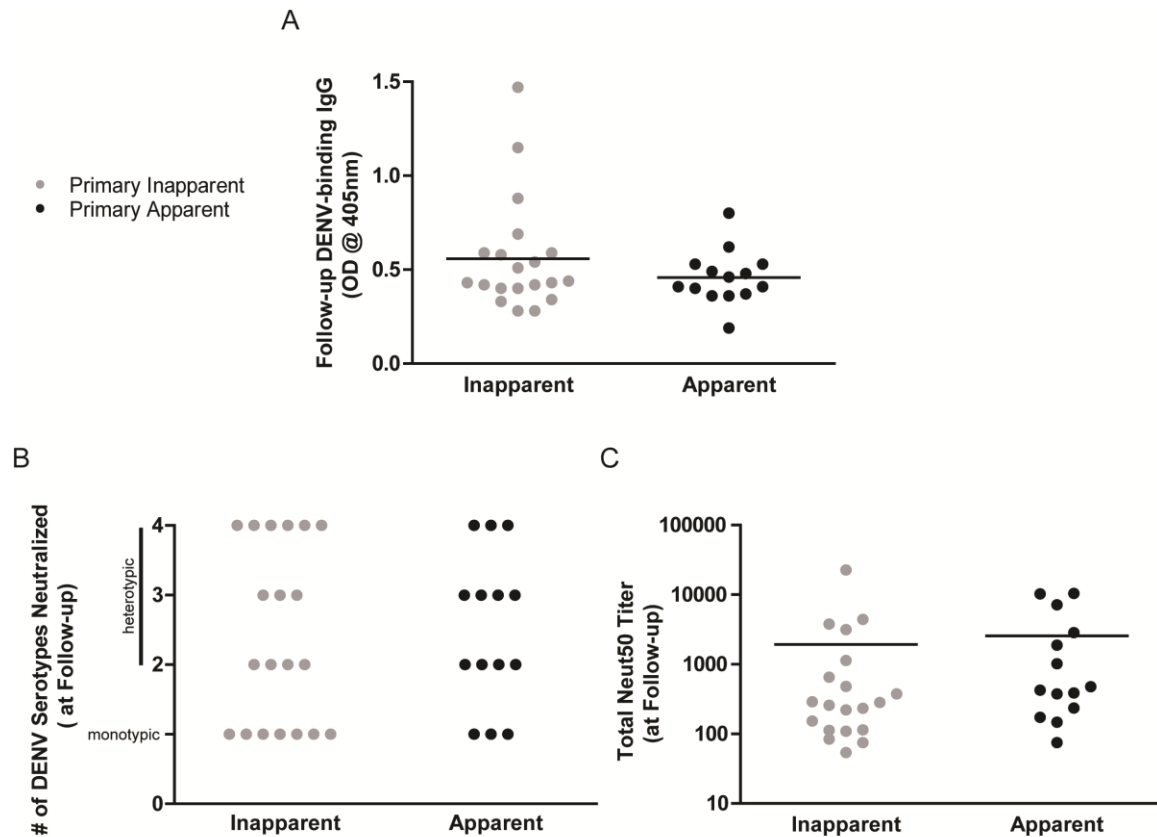 A
Primary Inapparent
Primary Apparent
Follow-up DENV-binding IgG
(OD @ 405nm)
1.5
1.0
0.5
0.0
Inapparent
Apparent
B
# of DENV Serotypes Neutralized
( at Follow-up)
heterotypic
4
3
2
monotypic
0
Inapparent
Apparent
C
Total Neut50 Titer
(at Follow-up)
100000
10000
1000
100
10
Inapparent
Apparent